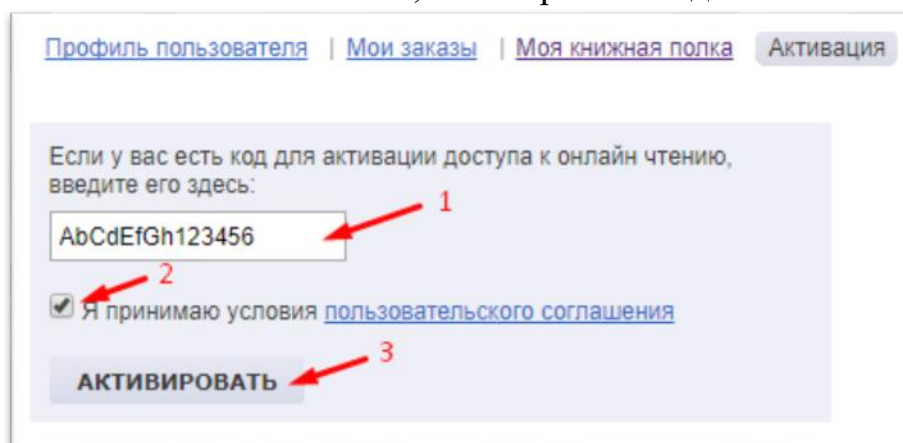 Профиль пользователя | Мои заказы | Моя книжная полка Активация
Если у вас есть код для активации доступа к онлайн чтению,
введите его здесь:
1
AbCdEfGh123456
2
Я принимаю условия пользовательского соглашения
3
АКТИВИРОВАТЬ